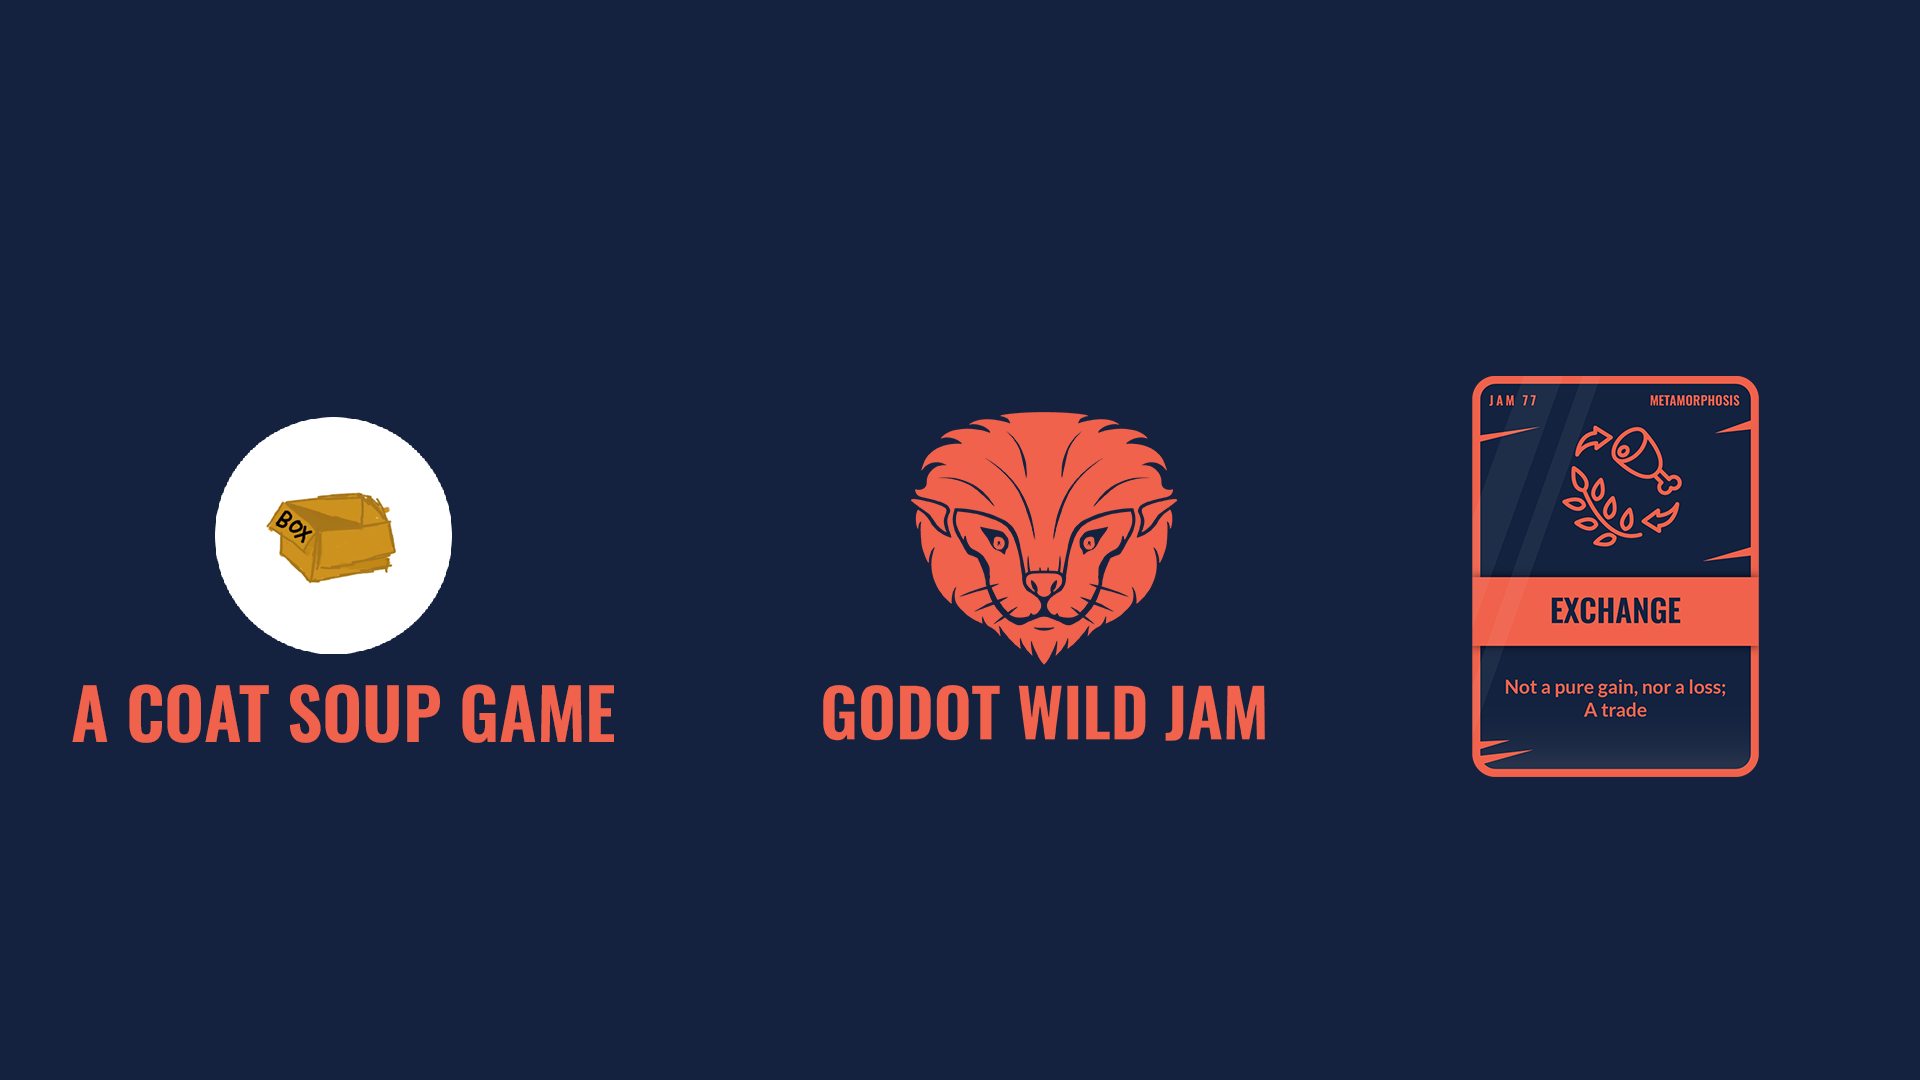 BOX
A COAT SOUP GAME
GODOT WILD JAM
JAM 77
METAMORPHOSIS
EXCHANGE
Not a pure gain, nor a loss;
A trade